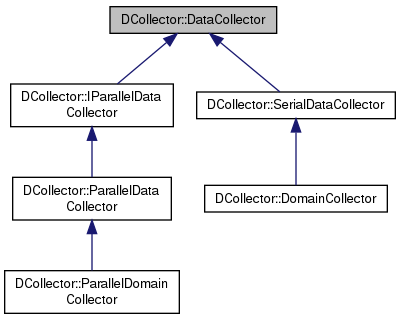 DCollector::DataCollector
DCollector::IParallelData
Collector
DCollector::SerialDataCollector
DCollector::ParallelData
Collector
DCollector::DomainCollector
DCollector::ParallelDomain
Collector